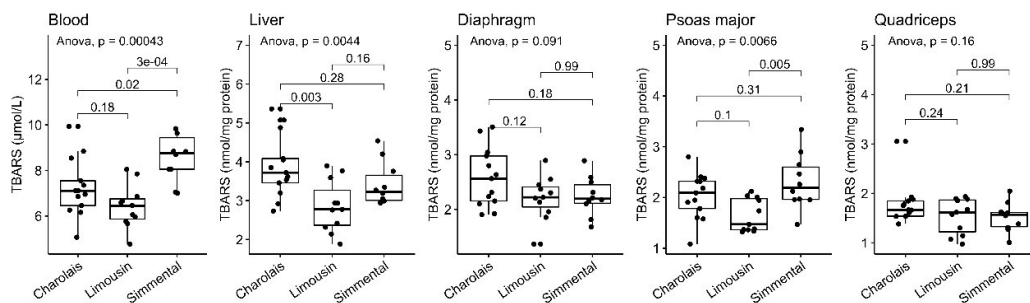 Blood
Anova, p = 0.00043
3e-04
0.02
0.18
TBARS (µmol/L)
12
10
8
6
Charolais
Limousin
Simmental
Liver
Anova, p = 0.0044
0.16
0.28
0.003
TBARS (nmol/mg protein)
7
6
5
4
3
2
Charolais
Limousin
Simmental
Diaphragm
Anova, p = 0.091
0.99
0.18
0.12
TBARS (nmol/mg protein)
5
4
3
2
Charolais
Limousin
Simmental
Psoas major
Anova, p = 0.0066
0.005
0.31
0.1
TBARS (nmol/mg protein)
5
4
3
2
1
Charolais
Limousin
Simmental
Quadriceps
Anova, p = 0.16
0.99
0.21
0.24
TBARS (nmol/mg protein)
5
4
3
2
1
Charolais
Limousin
Simmental